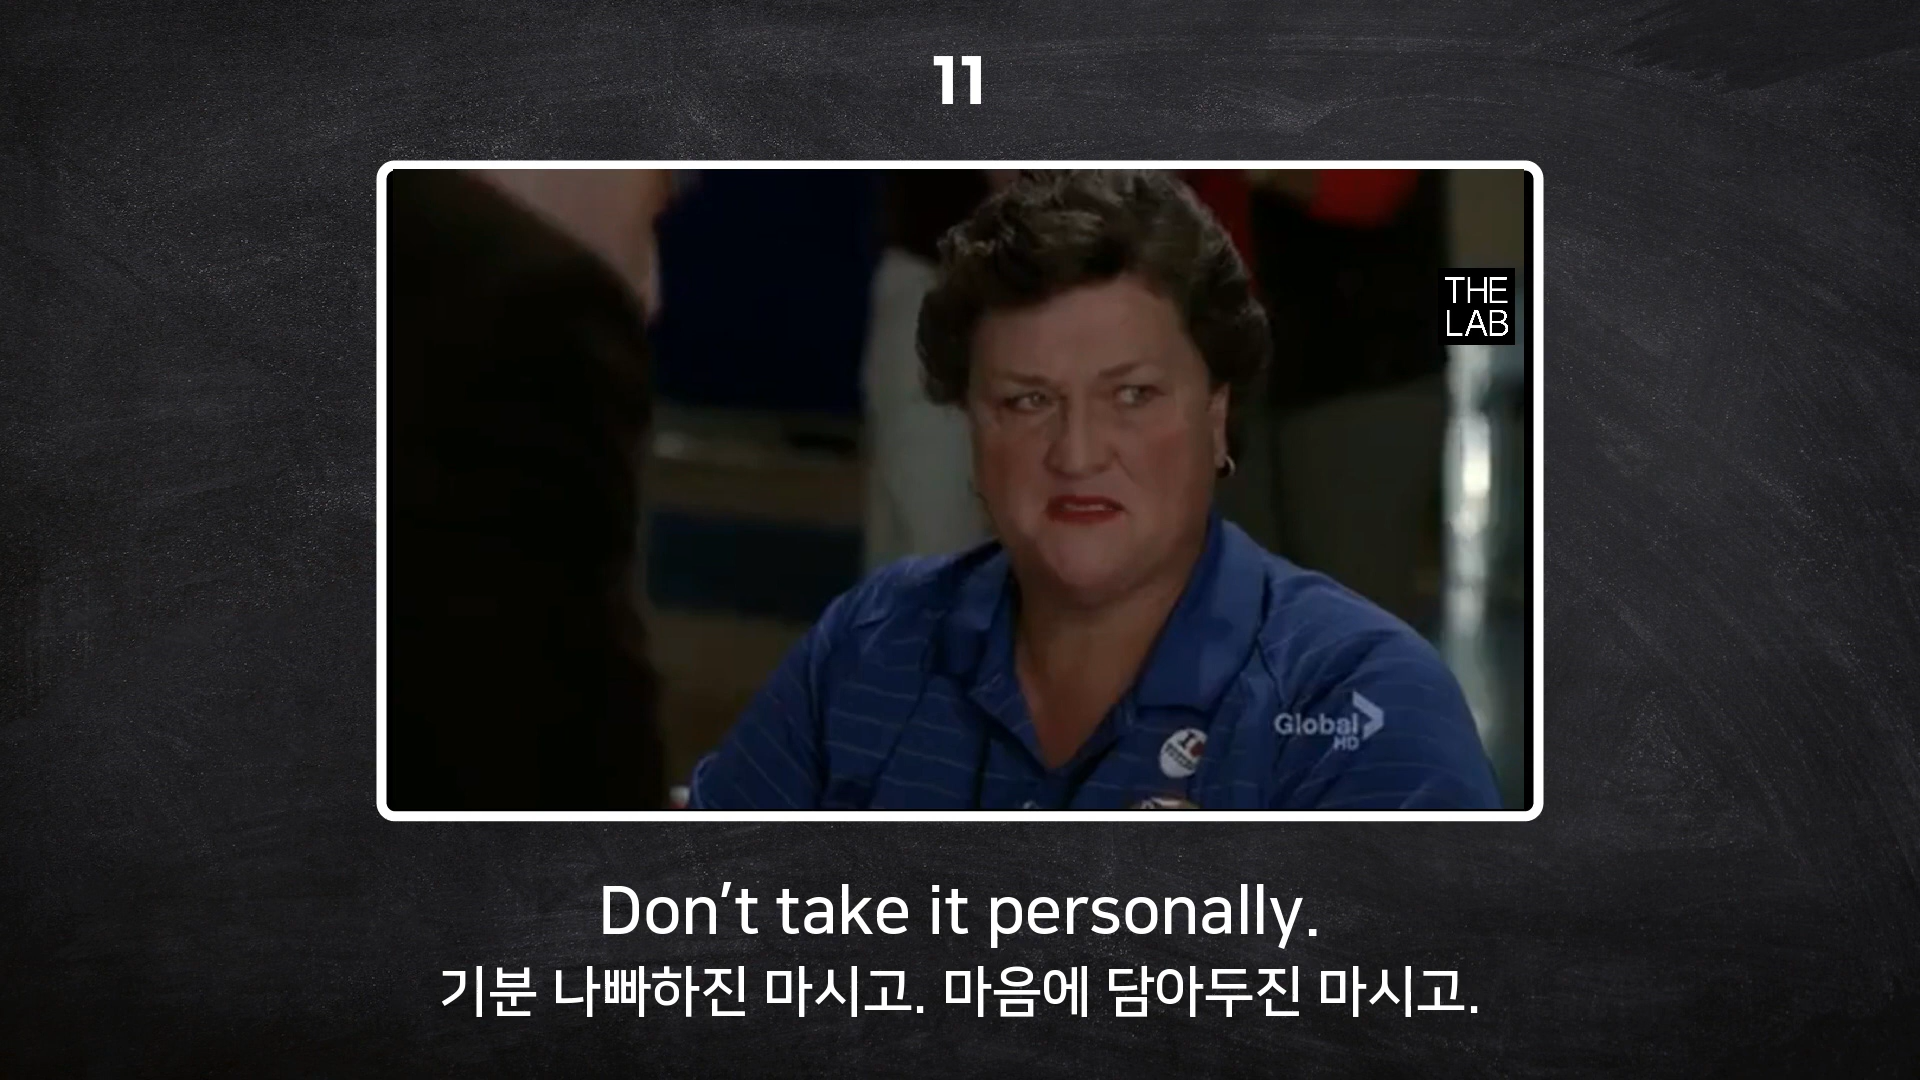 11
THE
LAB
Global
HD
I
Don't take it personally.
기분 나빠하진 마시고. 마음에 담아두진 마시고.